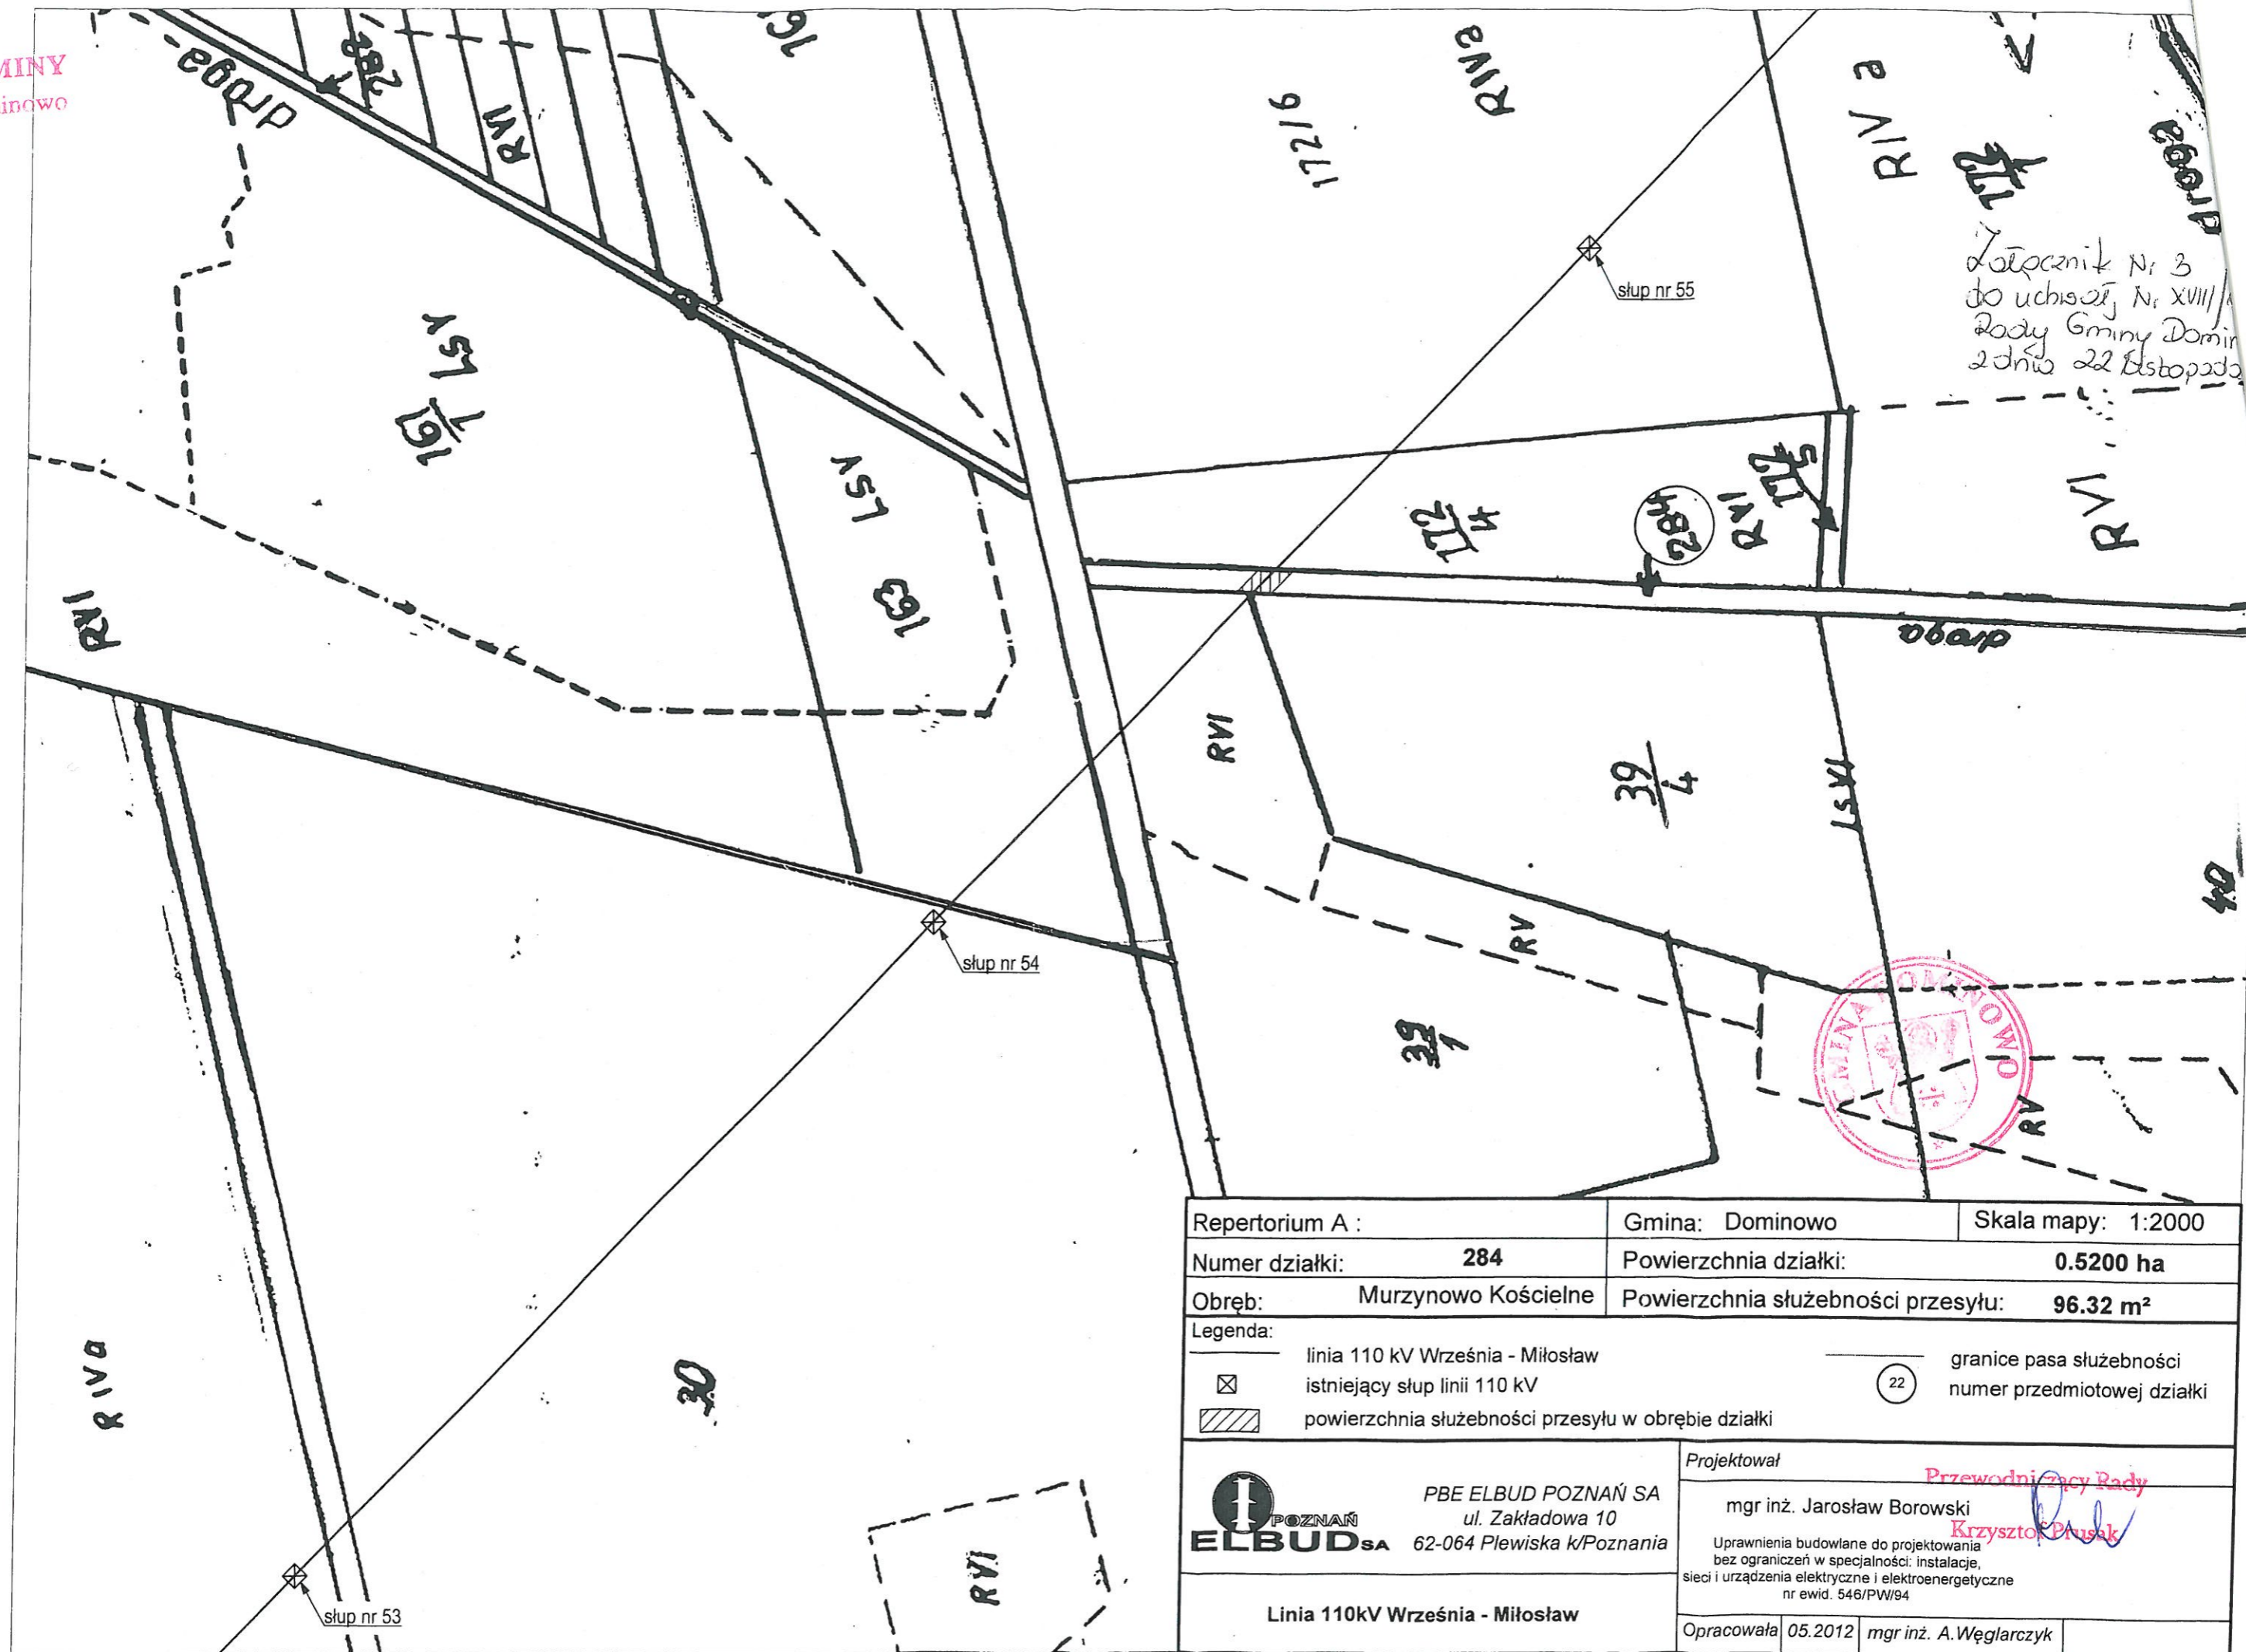 MINY
inowo
droga
288
RVI
16
172/6
RIVa
RIV a
172
droga
Załącznik Nr 3
do uchwały Nr XVIII/
Rady Gminy Domin
z dnia 22 listopada
słup nr 55
LSV
167
1
LSV
163
172
4
284
RVI
172
5
RVI
droga
RVI
RVI
39
4
LSVI
40
RV
słup nr 54
39
1
GMINA DOMINOWO
RV
RIVa
30
RVI
słup nr 53
Repertorium A :
Gmina: Dominowo
Skala mapy: 1:2000
Numer działki: 284
Powierzchnia działki: 0.5200 ha
Obręb: Murzynowo Kościelne
Powierzchnia służebności przesyłu: 96.32 m²
Legenda:
linia 110 kV Września - Miłosław
granice pasa służebności
istniejący słup linii 110 kV
22
numer przedmiotowej działki
powierzchnia służebności przesyłu w obrębie działki
POZNAŃ
ELBUD SA
PBE ELBUD POZNAŃ SA
ul. Zakładowa 10
62-064 Plewiska k/Poznania
Linia 110kV Września - Miłosław
Projektował
Przewodniczący Rady
mgr inż. Jarosław Borowski
Krzysztof Prusak
Uprawnienia budowlane do projektowania
bez ograniczeń w specjalności: instalacje,
sieci i urządzenia elektryczne i elektroenergetyczne
nr ewid. 546/PW/94
Opracowała 05.2012 mgr inż. A.Węglarczyk